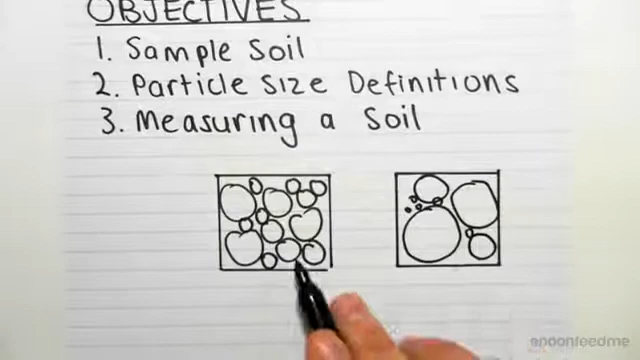 OBJECTIVES
1. Sample Soil
2. Particle Size Definitions
3. Measuring a Soil
spoonfeedme